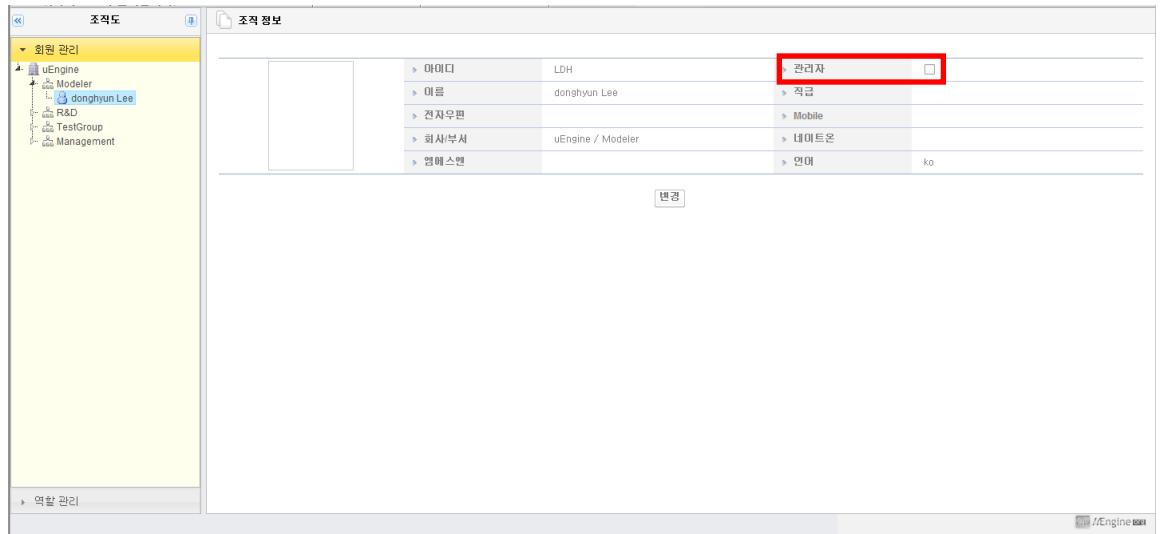 조직도
조직 정보
회원 관리
uEngine
Modeler
donghyun Lee
R&D
TestGroup
Management
역할 관리
아이디 LDH 관리자
이름 donghyun Lee 직급
전자우편 Mobile
회사/부서 uEngine / Modeler 네이트온
엠에스엔 언어 ko
변경
uEngine